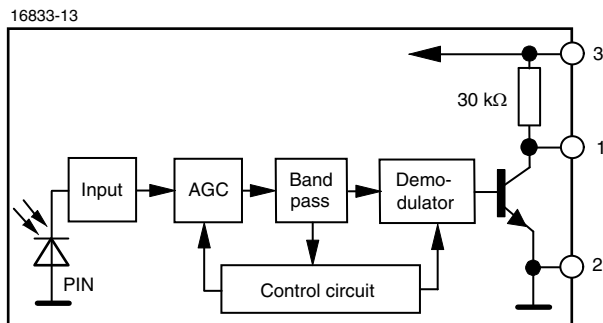 16833-13
3
30 kΩ
1
Input
AGC
Band
pass
Demo-
dulator
2
PIN
Control circuit